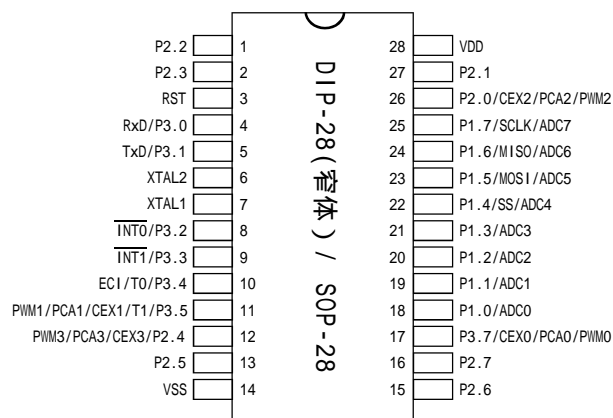 P2.2 1 28 VDD
P2.3 2 27 P2.1
RST 3 26 P2.0/CEX2/PCA2/PWM2
RxD/P3.0 4 25 P1.7/SCLK/ADC7
TxD/P3.1 5 24 P1.6/MISO/ADC6
XTAL2 6 23 P1.5/MOSI/ADC5
XTAL1 7 22 P1.4/SS/ADC4
INT0/P3.2 8 21 P1.3/ADC3
INT1/P3.3 9 20 P1.2/ADC2
ECI/T0/P3.4 10 19 P1.1/ADC1
PWM1/PCA1/CEX1/T1/P3.5 11 18 P1.0/ADC0
PWM3/PCA3/CEX3/P2.4 12 17 P3.7/CEX0/PCA0/PWM0
P2.5 13 16 P2.7
VSS 14 15 P2.6
DIP-28(窄体) / SOP-28